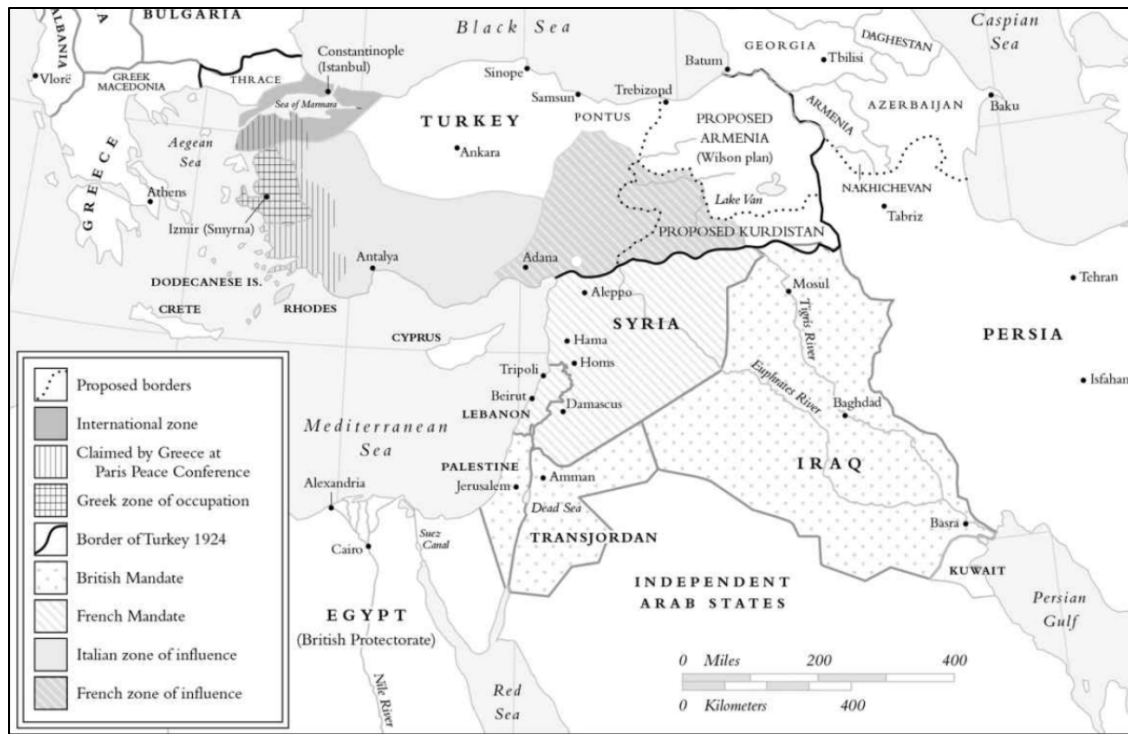 ALBANIA
A
BULGARIA
Black Sea
Caspian
Sea
Constantinople
(Istanbul)
GEORGIA
DAGHESTAN
Vlorë
GREEK
MACEDONIA
THRACE
Sinope
Batum
Tbilisi
Sea of Marmara
Samsun
Trebizond
ARMENIA
AZERBAIJAN
Baku
TURKEY
PONTUS
PROPOSED
ARMENIA
(Wilson plan)
Aegean
Sea
Ankara
GREECE
Athens
NAKHICHEVAN
Lake Van
Tabriz
Izmir (Smyrna)
PROPOSED KURDISTAN
Antalya
Adana
DODECANESE IS.
Tehran
CRETE
RHODES
Aleppo
Mosul
CYPRUS
SYRIA
Tigris River
PERSIA
Hama
Homs
Tripoli
Euphrates River
Isfahan
Beirut
LEBANON
Damascus
Baghdad
Mediterranean
Sea
PALESTINE
IRAQ
Alexandria
Jerusalem
Amman
Dead Sea
Suez
Canal
Basra
Cairo
TRANSJORDAN
KUWAIT
INDEPENDENT
ARAB STATES
Persian
Gulf
EGYPT
(British Protectorate)
Nile River
Red
Sea
0 Miles 200 400
0 Kilometers 400
Proposed borders
International zone
Claimed by Greece at
Paris Peace Conference
Greek zone of occupation
Border of Turkey 1924
British Mandate
French Mandate
Italian zone of influence
French zone of influence